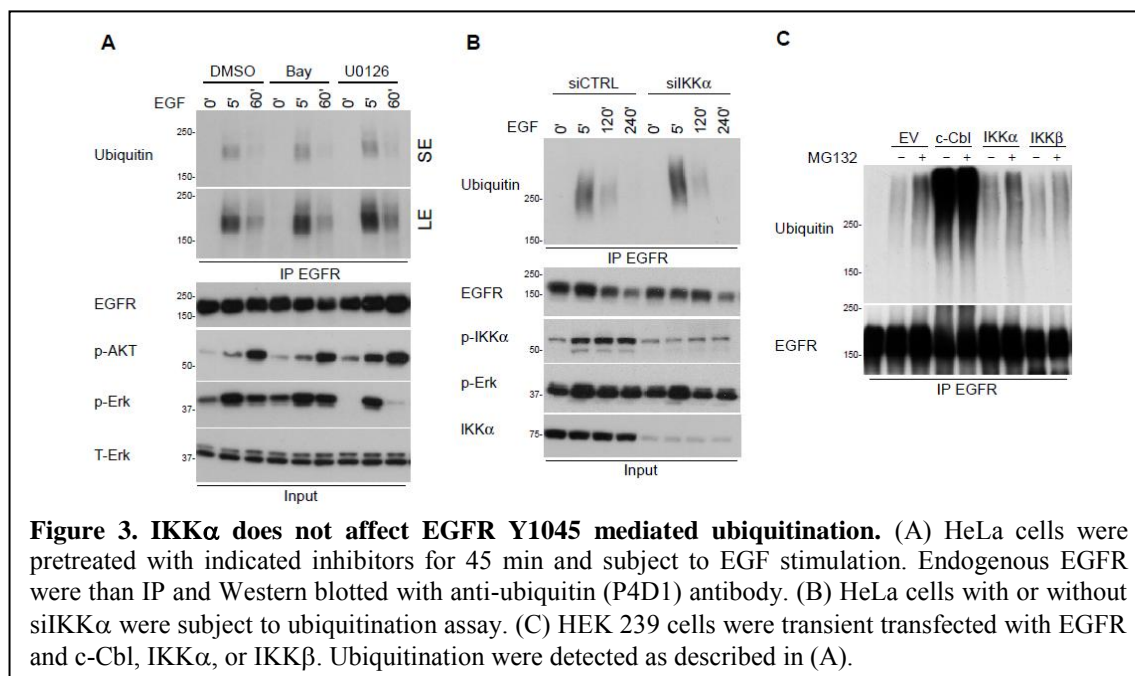 A
DMSO Bay U0126
EGF 0' 5' 60' 0' 5' 60' 0' 5' 60'
Ubiquitin 250- SE
150-
250- LE
150-
IP EGFR
EGFR 250-
150-
p-AKT
50-
p-Erk
37-
T-Erk 37-
Input
B
siCTRL siIKKα
EGF 0' 5' 120' 240' 0' 5' 120' 240'
Ubiquitin
250-
IP EGFR
EGFR 250-
150-
p-IKKα
50-
p-Erk
37-
IKKα 75-
Input
C
EV c-Cbl IKKα IKKβ
MG132 – + – + – + – +
Ubiquitin 250-
150-
250-
EGFR 150-
IP EGFR
Figure 3. IKKα does not affect EGFR Y1045 mediated ubiquitination. (A) HeLa cells were
pretreated with indicated inhibitors for 45 min and subject to EGF stimulation. Endogenous EGFR
were than IP and Western blotted with anti-ubiquitin (P4D1) antibody. (B) HeLa cells with or without
siIKKα were subject to ubiquitination assay. (C) HEK 239 cells were transient transfected with EGFR
and c-Cbl, IKKα, or IKKβ. Ubiquitination were detected as described in (A).